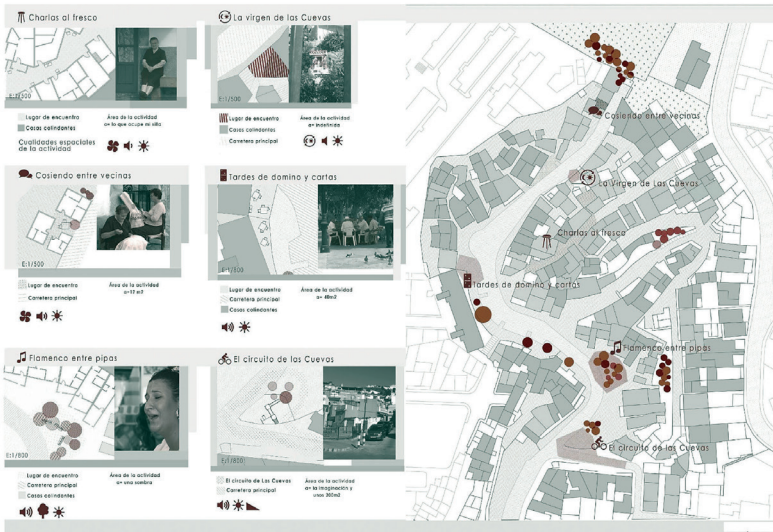 Charlas al fresco
E:1/500
Lugar de encuentro
Casas colindantes
Área de la actividad
a= lo que ocupe mi silla
Cualidades espaciales
de la actividad
La virgen de las Cuevas
E:1/500
Lugar de encuentro
Casas colindantes
Carretera principal
Área de la actividad
a= indefinida
Cosiendo entre vecinas
E:1/500
Lugar de encuentro
Carretera principal
Área de la actividad
a=10 m2
Tardes de domino y cartas
E:1/500
Lugar de encuentro
Carretera principal
Casas colindantes
Área de la actividad
a= 48m2
Flamenco entre pipas
E:1/800
Lugar de encuentro
Carretera principal
Casas colindantes
Área de la actividad
a= una sombra
El circuito de las Cuevas
E:1/800
El circuito de Las Cuevas
Carretera principal
Área de la actividad
a= la imaginación y
unos 360m2
Cosiendo entre vecinas
La Virgen de Las Cuevas
Charlas al fresco
Tardes de domino y cartas
Flamenco entre pipas
El circuito de las Cuevas